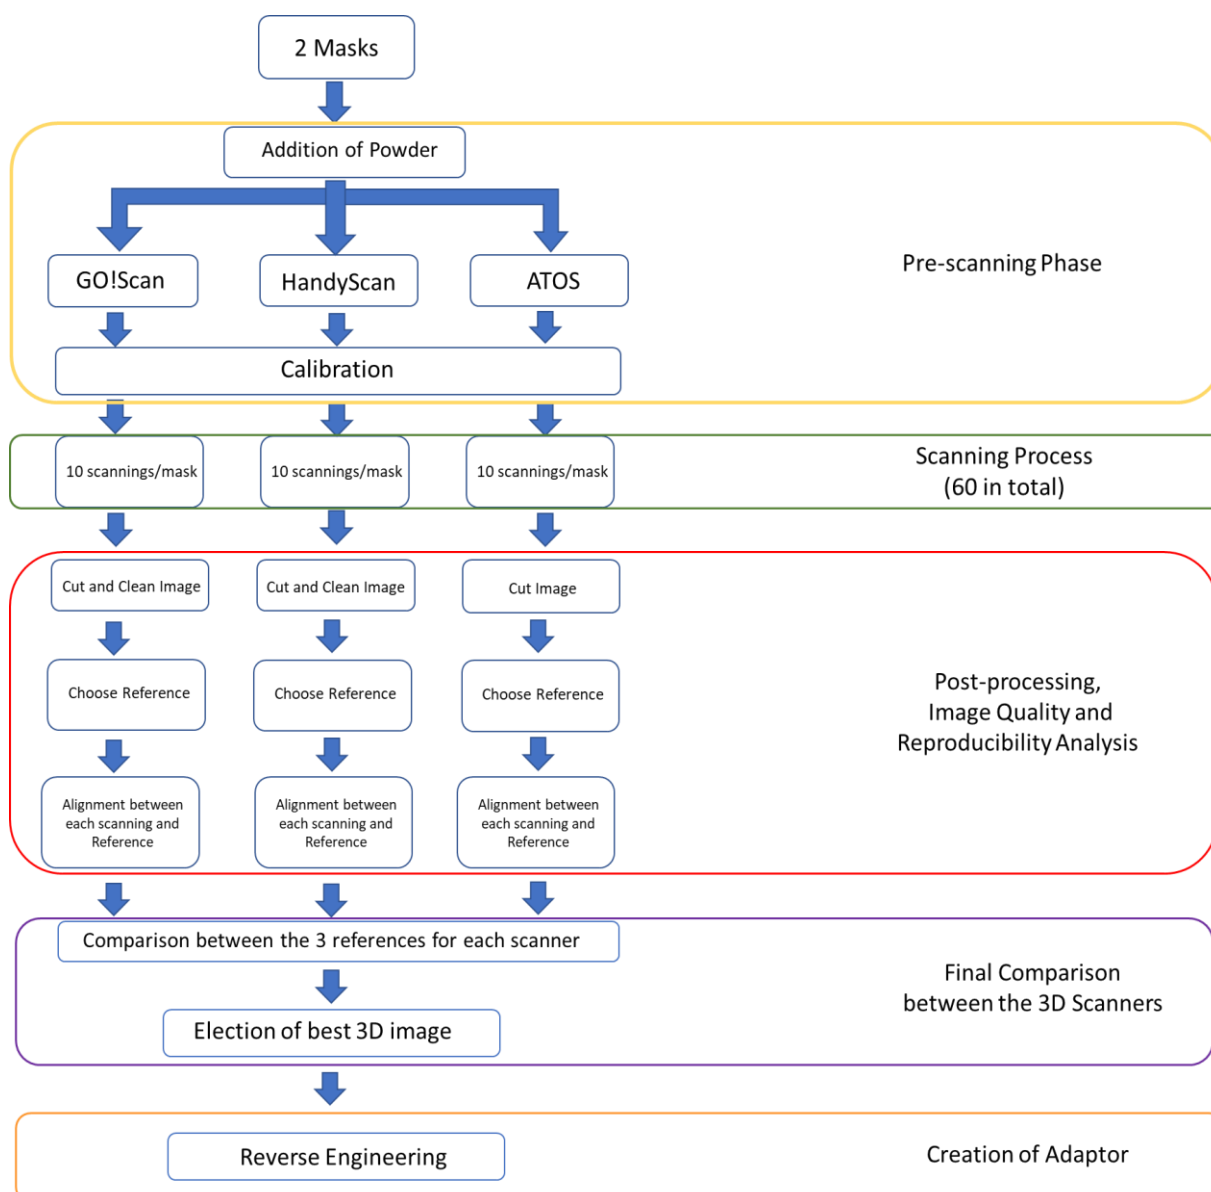 2 Masks
Addition of Powder
GO!Scan
HandyScan
ATOS
Pre-scanning Phase
Calibration
10 scannings/mask
10 scannings/mask
10 scannings/mask
Scanning Process
(60 in total)
Cut and Clean Image
Cut and Clean Image
Cut Image
Choose Reference
Choose Reference
Choose Reference
Post-processing,
Image Quality and
Reproducibility Analysis
Alignment between
each scanning and
Reference
Alignment between
each scanning and
Reference
Alignment between
each scanning and
Reference
Comparison between the 3 references for each scanner
Election of best 3D image
Final Comparison
between the 3D Scanners
Reverse Engineering
Creation of Adaptor